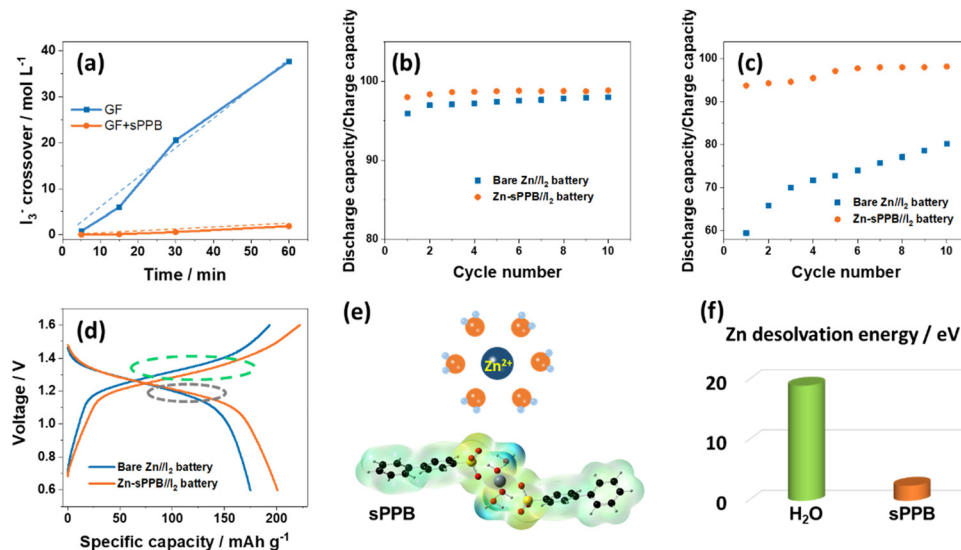 (a)
I₃⁻ crossover / mol L⁻¹
40
30
20
10
0
GF
GF+sPPB
0 20 40 60
Time / min
(b)
Discharge capacity/Charge capacity
100
90
80
Bare Zn//I₂ battery
Zn-sPPB//I₂ battery
0 2 4 6 8 10
Cycle number
(c)
Discharge capacity/Charge capacity
100
90
80
70
60
Bare Zn//I₂ battery
Zn-sPPB//I₂ battery
0 2 4 6 8 10
Cycle number
(d)
Voltage / V
1.6
1.4
1.2
1.0
0.8
0.6
Bare Zn//I₂ battery
Zn-sPPB//I₂ battery
0 50 100 150 200
Specific capacity / mAh g⁻¹
(e)
Zn²⁺
sPPB
(f)
Zn desolvation energy / eV
20
10
0
H₂O sPPB